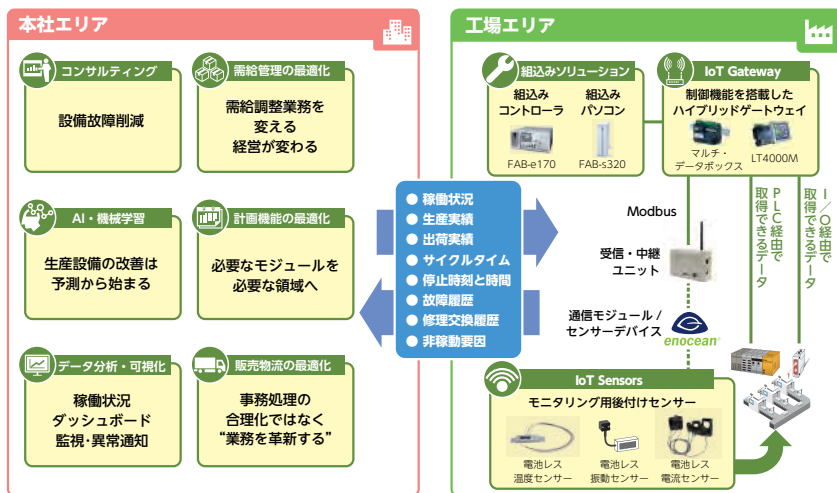 本社エリア
コンサルティング
設備故障削減
需給管理の最適化
需給調整業務を
変える
経営が変わる
AI・機械学習
生産設備の改善は
予測から始まる
計画機能の最適化
必要なモジュールを
必要な領域へ
データ分析・可視化
稼働状況
ダッシュボード
監視・異常通知
販売物流の最適化
事務処理の
合理化ではなく
“業務を革新する”
● 稼働状況
● 生産実績
● 出荷実績
● サイクルタイム
● 停止時刻と時間
● 故障履歴
● 修理交換履歴
● 非稼動要因
工場エリア
組込みソリューション
組込み
コントローラ
FAB-e170
組込み
パソコン
FAB-s320
IoT Gateway
制御機能を搭載した
ハイブリッドゲートウェイ
マルチ・
データボックス
LT4000M
Modbus
受信・中継
ユニット
通信モジュール /
センサーデバイス
enocean®
PLC経由で
取得できるデータ
I／O経由で
取得できるデータ
IoT Sensors
モニタリング用後付けセンサー
電池レス
温度センサー
電池レス
振動センサー
電池レス
電流センサー